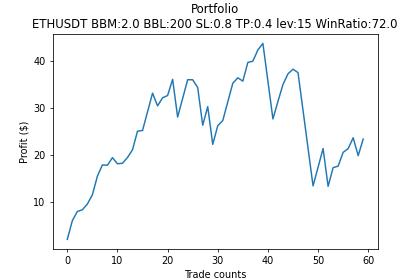 Portfolio
ETHUSDT BBM:2.0 BBL:200 SL:0.8 TP:0.4 lev:15 WinRatio:72.0
Profit ($)
40
30
20
10
0 10 20 30 40 50 60
Trade counts